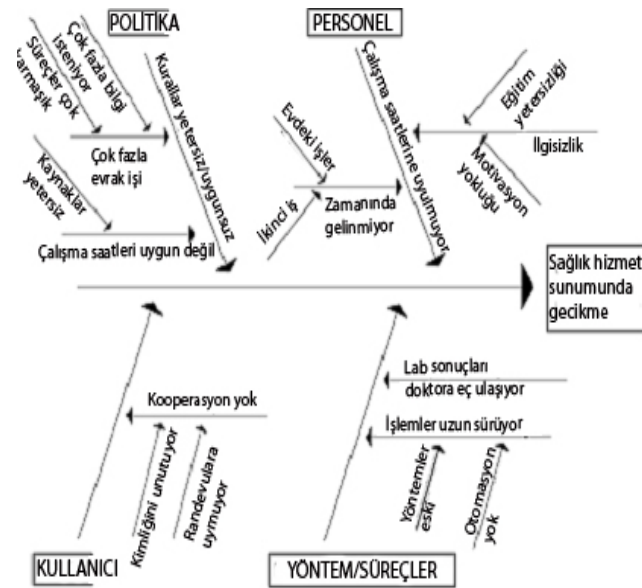 POLİTİKA
PERSONEL
Süreçler çok
karmaşık
Çok fazla bilgi
isteniyor
Çok fazla
evrak işi
Kurallar yetersiz/uygunsuz
Kaynaklar
yetersiz
Çalışma saatleri uygun değil
Çalışma saatlerine uyulmuyor
Evdeki işler
İkinci iş
Zamanında
gelinmiyor
Eğitim
yetersizliği
İlgisizlik
Motivasyon
yokluğu
Sağlık hizmet
sunumunda
gecikme
Kooperasyon yok
Kimliğini unutuyor
Randevulara
uymuyor
Lab sonuçları
doktora eç ulaşıyor
İşlemler uzun sürüyor
Yöntemler
eski
Otomasyon
yok
KULLANICI
YÖNTEM/SÜREÇLER